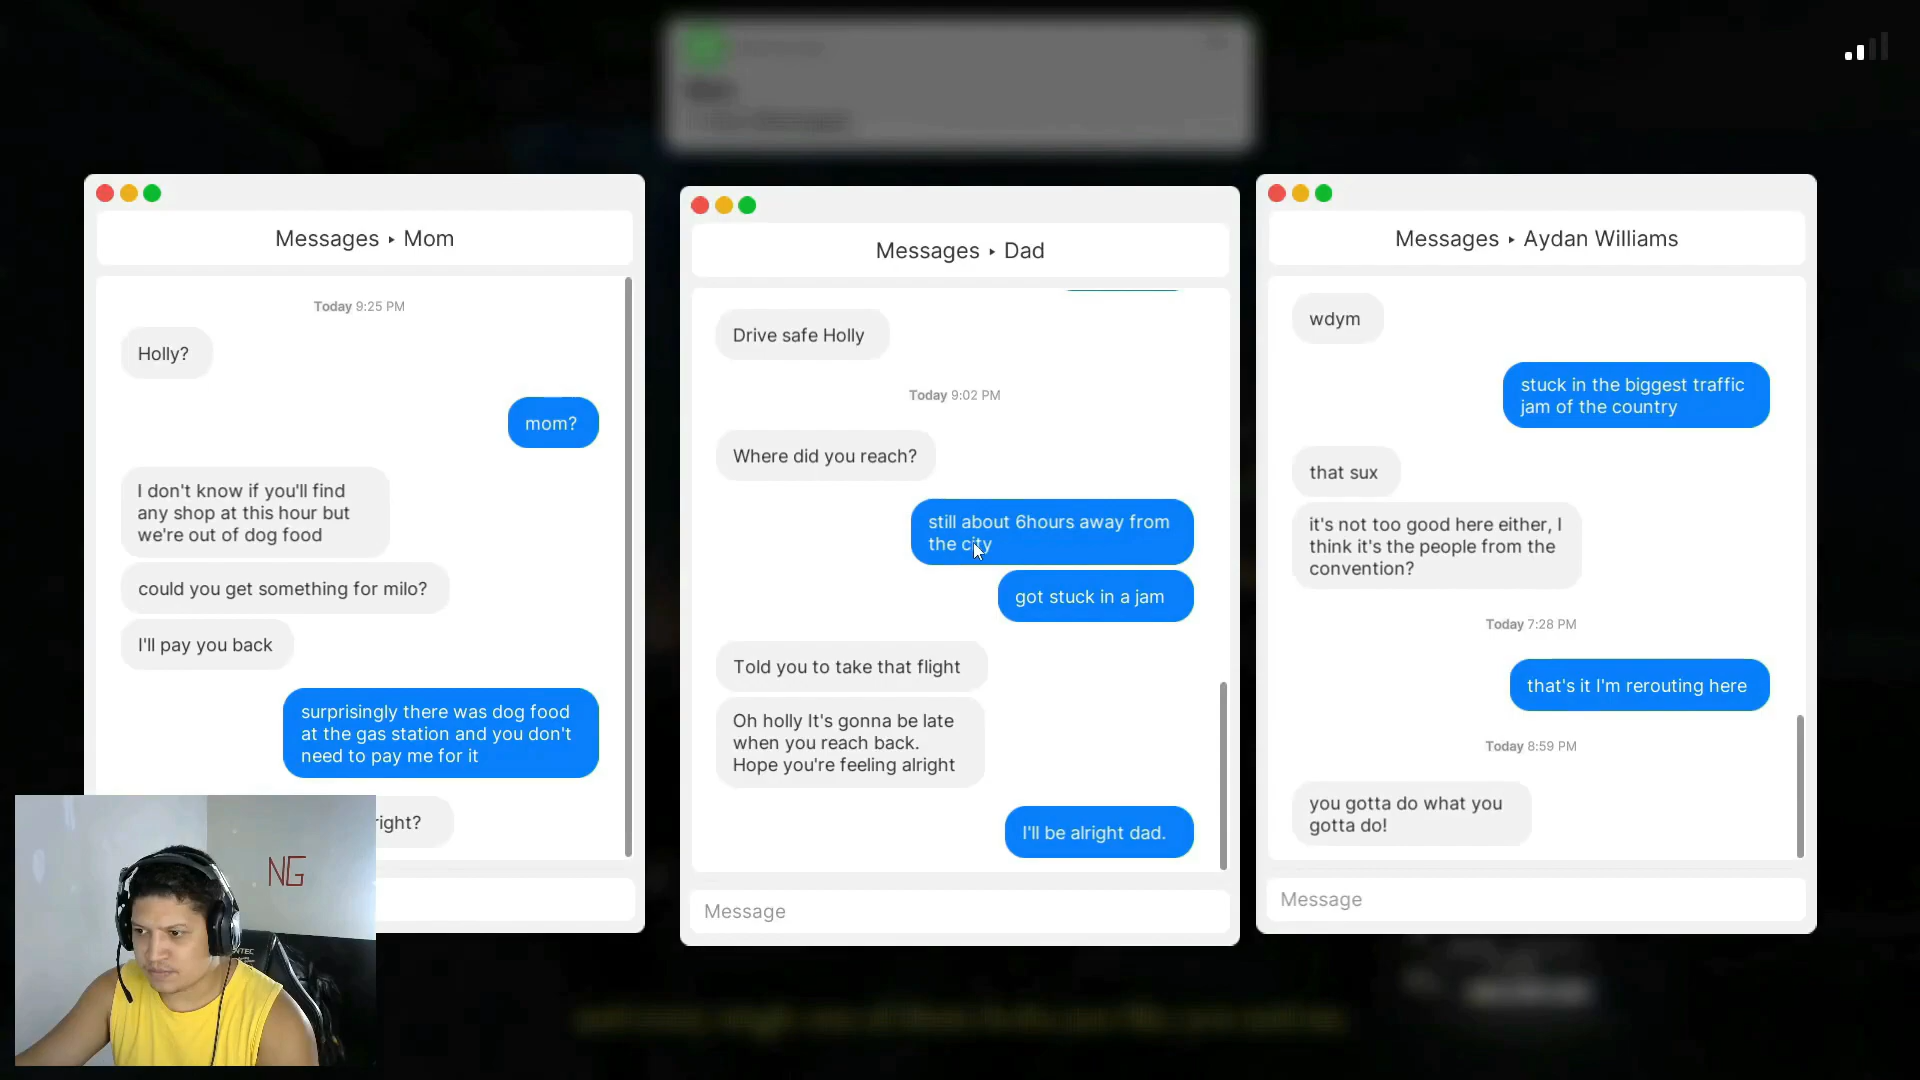 Messages ‣ Mom
Today 9:25 PM
Holly?
mom?
I don't know if you'll find
any shop at this hour but
we're out of dog food
could you get something for milo?
I'll pay you back
surprisingly there was dog food
at the gas station and you don't
need to pay me for it
right?
NG
Messages ‣ Dad
Drive safe Holly
Today 9:02 PM
Where did you reach?
still about 6hours away from
the city
got stuck in a jam
Told you to take that flight
Oh holly It's gonna be late
when you reach back.
Hope you're feeling alright
I'll be alright dad.
Message
Messages ‣ Aydan Williams
wdym
stuck in the biggest traffic
jam of the country
that sux
it's not too good here either, I
think it's the people from the
convention?
Today 7:28 PM
that's it I'm rerouting here
Today 8:59 PM
you gotta do what you
gotta do!
Message